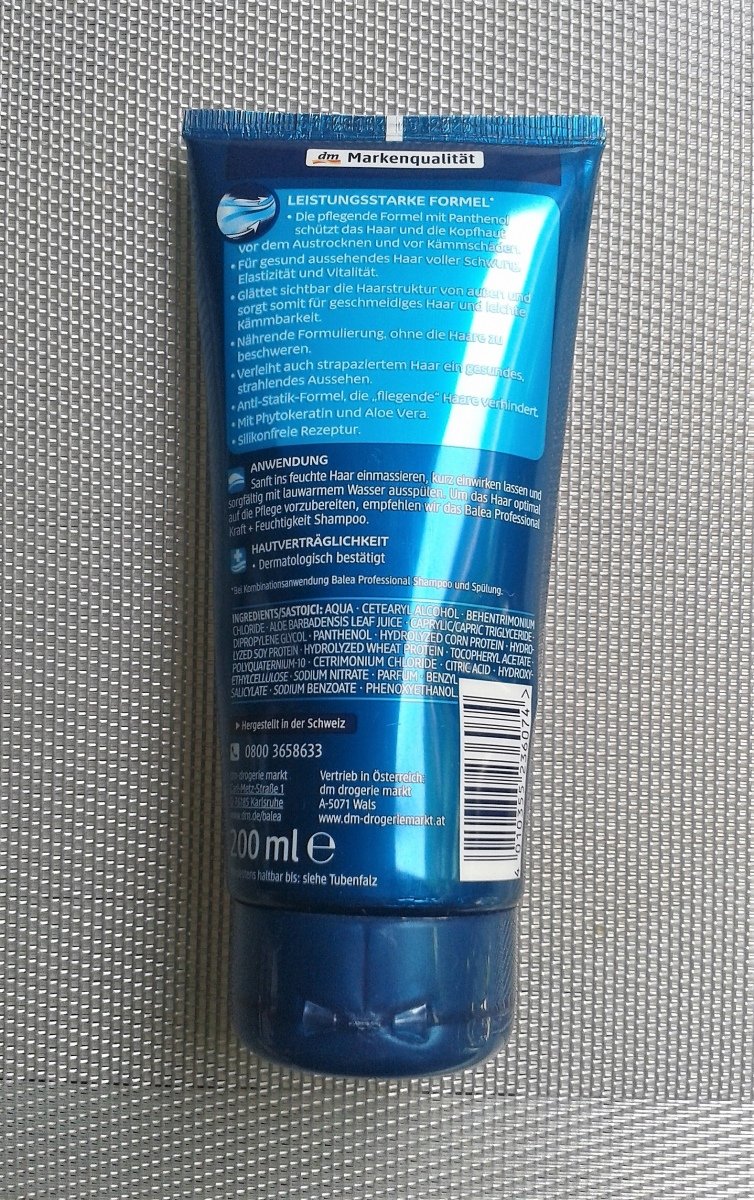 dm Markenqualität
LEISTUNGSSTARKE FORMEL*
• Die pflegende Formel mit Panthenol
schützt das Haar und die Kopfhaut
vor dem Austrocknen und vor Kämmschäden.
• Für gesund aussehendes Haar voller Schwung,
Elastizität und Vitalität.
• Glättet sichtbar die Haarstruktur von außen und
sorgt somit für geschmeidiges Haar und leichte
Kämmbarkeit.
• Nährende Formulierung, ohne die Haare zu
beschweren.
• Verleiht auch strapaziertem Haar ein gesundes,
strahlendes Aussehen.
• Anti-Statik-Formel, die „fliegende“ Haare verhindert.
• Mit Phytokeratin und Aloe Vera.
• Silikonfreie Rezeptur.
ANWENDUNG
Sanft ins feuchte Haar einmassieren, kurz einwirken lassen und
sorgfältig mit lauwarmem Wasser ausspülen. Um das Haar optimal
auf die Pflege vorzubereiten, empfehlen wir das Balea Professional
Kraft + Feuchtigkeit Shampoo.
HAUTVERTRÄGLICHKEIT
• Dermatologisch bestätigt
*Bei Kombinationsanwendung Balea Professional Shampoo und Spülung.
INGREDIENTS/SASTOJCI: AQUA · CETEARYL ALCOHOL · BEHENTRIMONIUM
CHLORIDE · ALOE BARBADENSIS LEAF JUICE · CAPRYLIC/CAPRIC TRIGLYCERIDE ·
DIPROPYLENE GLYCOL · PANTHENOL · HYDROLYZED CORN PROTEIN · HYDRO-
LYZED SOY PROTEIN · HYDROLYZED WHEAT PROTEIN · TOCOPHERYL ACETATE ·
POLYQUATERNIUM-10 · CETRIMONIUM CHLORIDE · CITRIC ACID · HYDROXY-
ETHYLCELLULOSE · SODIUM NITRATE · PARFUM · BENZYL
SALICYLATE · SODIUM BENZOATE · PHENOXYETHANOL.
Hergestellt in der Schweiz
0800 3658633
dm-drogerie markt
Carl-Metz-Straße 1
D-76185 Karlsruhe
www.dm.de/balea
Vertrieb in Österreich:
dm drogerie markt
A-5071 Wals
www.dm-drogeriemarkt.at
200 ml e
haltbar bis: siehe Tubenfalz
4 010355 236074 >